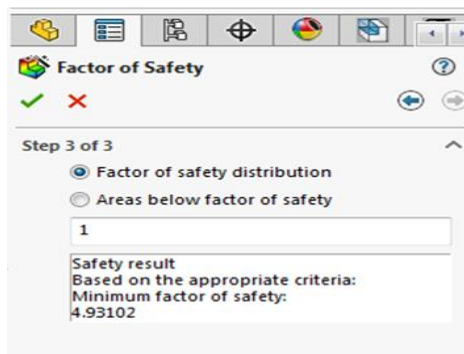 Factor of Safety
Step 3 of 3
Factor of safety distribution
Areas below factor of safety
1
Safety result
Based on the appropriate criteria:
Minimum factor of safety:
4.93102